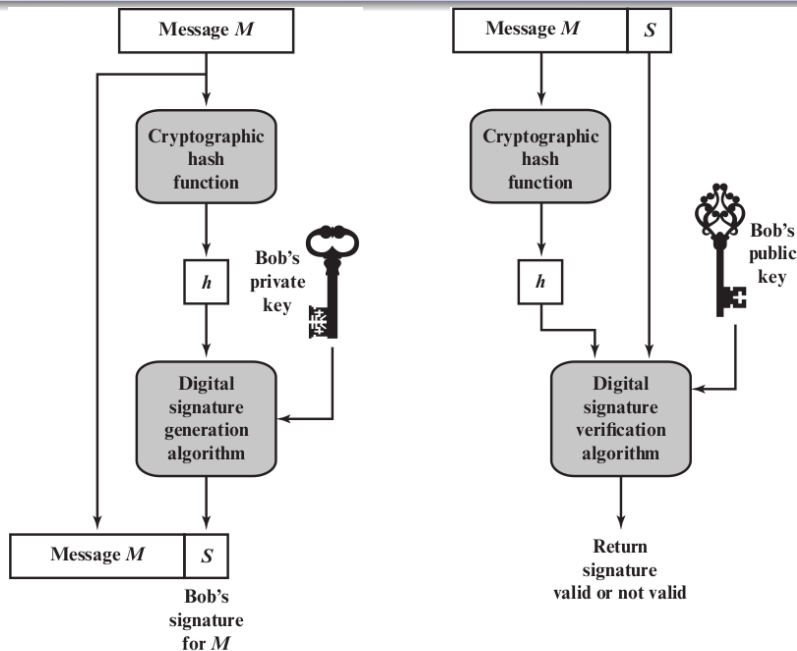 Message M
Cryptographic
hash
function
h
Bob's
private
key
Digital
signature
generation
algorithm
Message M
S
Bob's
signature
for M
Message M
S
Cryptographic
hash
function
h
Bob's
public
key
Digital
signature
verification
algorithm
Return
signature
valid or not valid